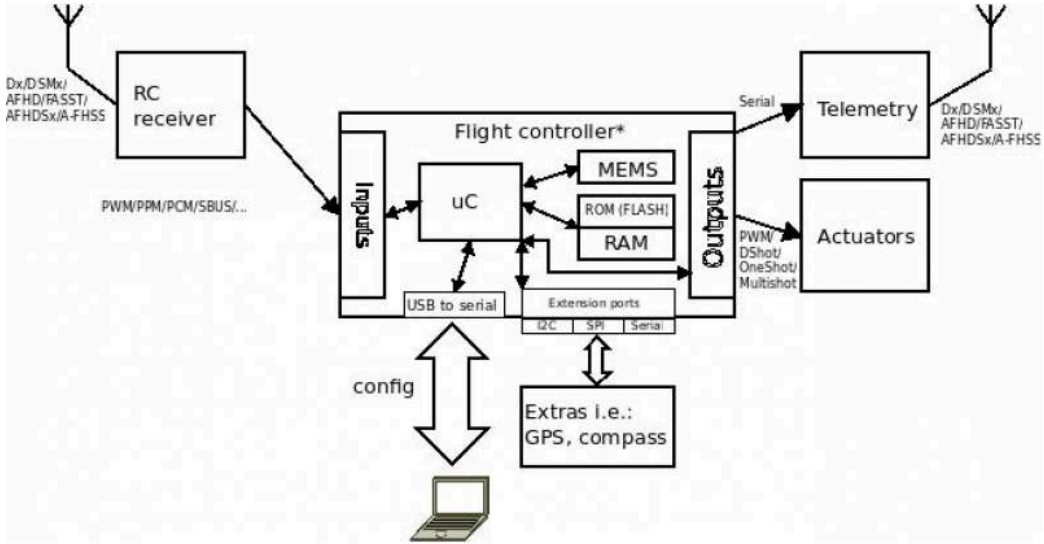 Dx/DSMx/
AFHD/FASST/
AFHDSx/A-FHSS
RC
receiver
PWM/PPM/PCM/SBUS/...
Flight controller*
Inputs
uC
MEMS
ROM (FLASH)
RAM
Outputs
USB to serial
Extension ports
I2C
SPI
Serial
config
Extras i.e.:
GPS, compass
Serial
Telemetry
Dx/DSMx/
AFHD/FASST/
AFHDSx/A-FHSS
PWM/
DShot/
OneShot/
Multishot
Actuators